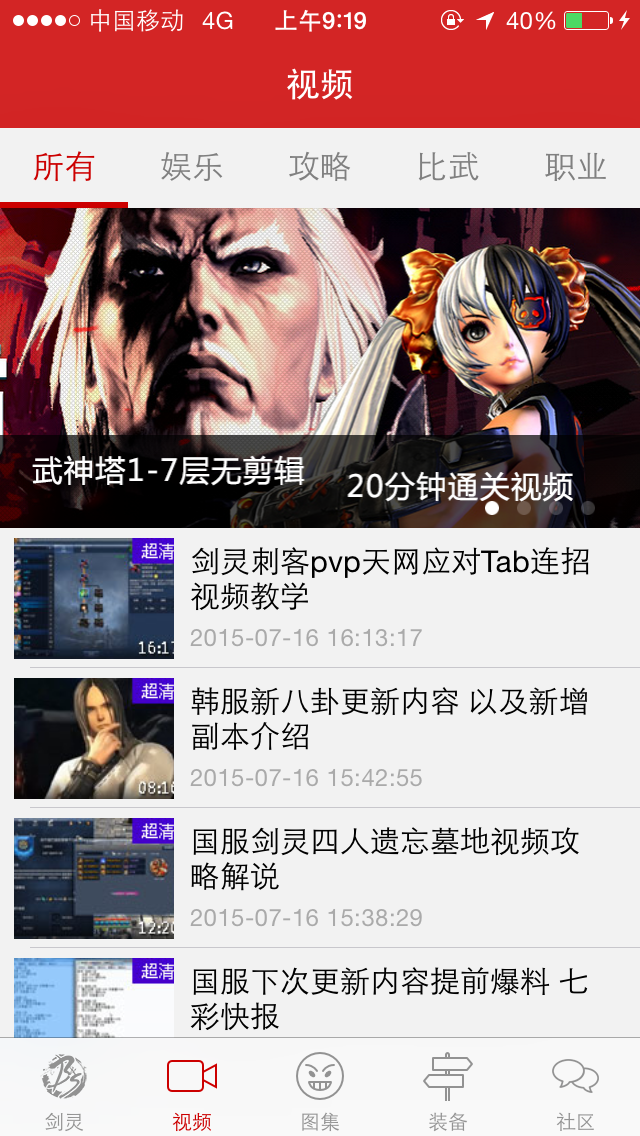 中国移动 4G 上午9:19 40%
视频
所有 娱乐 攻略 比武 职业
武神塔1-7层无剪辑
20分钟通关视频
超清
16:17
剑灵刺客pvp天网应对Tab连招
视频教学
2015-07-16 16:13:17
超清
08:16
韩服新八卦更新内容 以及新增
副本介绍
2015-07-16 15:42:55
超清
12:20
国服剑灵四人遗忘墓地视频攻
略解说
2015-07-16 15:38:29
超清
国服下次更新内容提前爆料 七
彩快报
剑灵 视频 图集 装备 社区